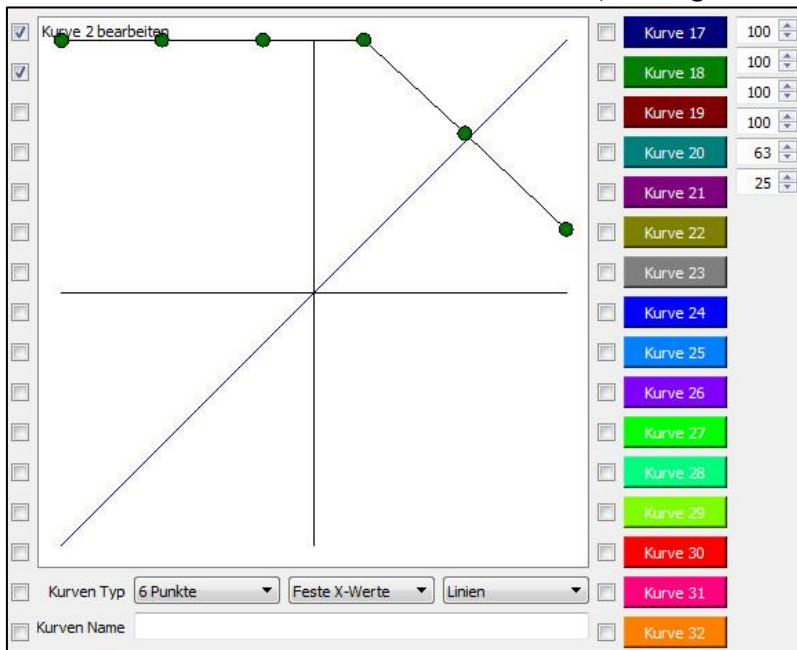 Kurve 2 bearbeiten
Kurve 17 100
Kurve 18 100
Kurve 19 100
Kurve 20 100
Kurve 21 63
Kurve 22 25
Kurve 23
Kurve 24
Kurve 25
Kurve 26
Kurve 27
Kurve 28
Kurve 29
Kurve 30
Kurven Typ 6 Punkte Feste X-Werte Linien Kurve 31
Kurven Name Kurve 32